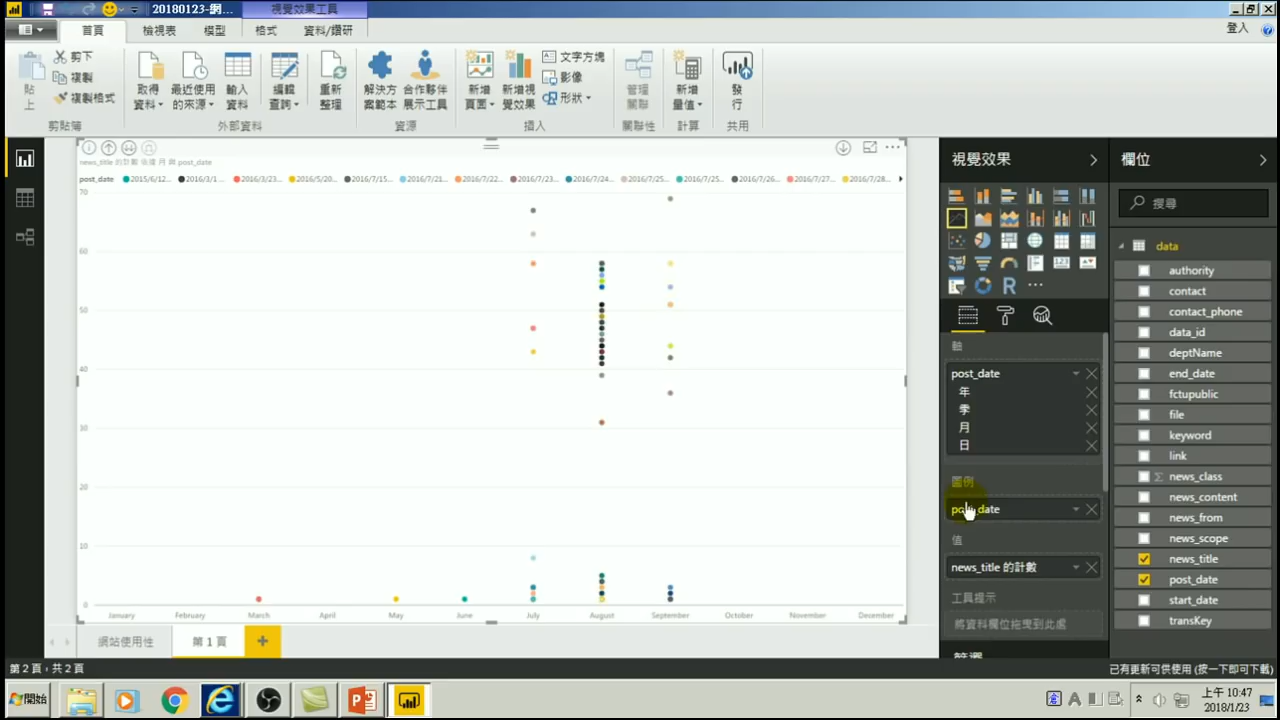 20180123-網...
視覺效果工具
首頁
檢視表
模型
格式
資料/鑽研
登入
貼上
剪下
複製
複製格式
剪貼簿
取得資料
最近使用的來源
輸入資料
編輯查詢
重新整理
外部資料
解決方案範本
合作夥伴展示工具
資源
新增頁面
新增視覺效果
文字方塊
影像
形狀
插入
管理關聯
關聯性
新增量值
計算
發行
共用
news_title 的計數 依據 月 與 post_date
post_date 2015/6/12... 2016/3/1... 2016/3/23... 2016/5/20... 2016/7/15... 2016/7/21... 2016/7/22... 2016/7/23... 2016/7/24... 2016/7/25... 2016/7/25... 2016/7/26... 2016/7/27... 2016/7/28...
70
60
50
40
30
20
10
0
January February March April May June July August September October November December
網站使用性
第 1 頁
第 2 頁，共 2 頁
視覺效果
軸
post_date
年
季
月
日
圖例
post_date
值
news_title 的計數
工具提示
將資料欄位拖曳到此處
篩選
欄位
搜尋
data
authority
contact
contact_phone
data_id
deptName
end_date
fctupublic
file
keyword
link
Σ news_class
news_content
news_from
news_scope
news_title
post_date
start_date
transKey
已有更新可供使用 (按一下即可下載)
開始
上午 10:47
2018/1/23